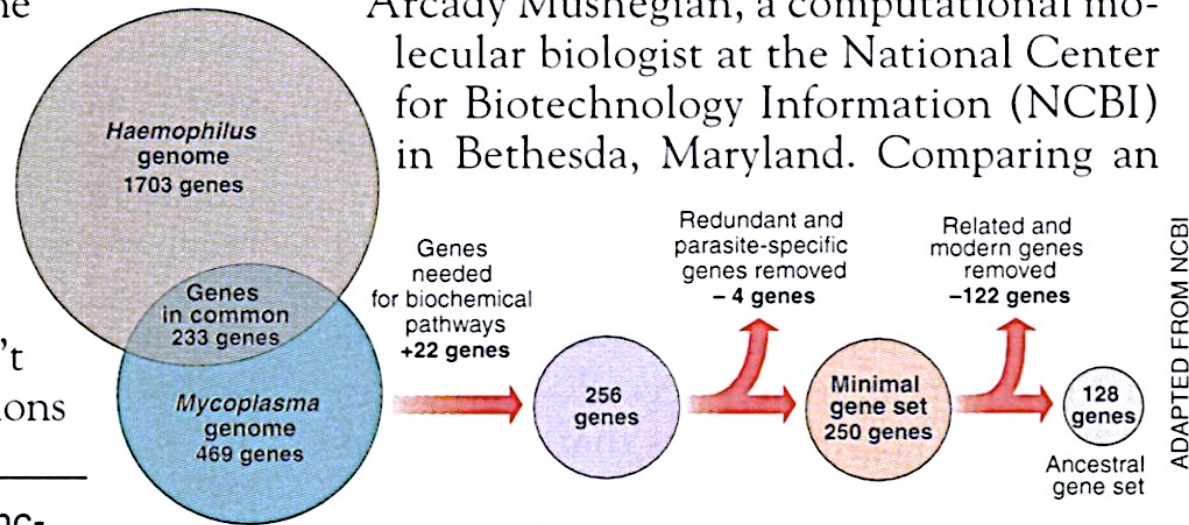 Arcady Mushegian, a computational mo-
lecular biologist at the National Center
for Biotechnology Information (NCBI)
in Bethesda, Maryland. Comparing an
Haemophilus
genome
1703 genes
Genes
in common
233 genes
Mycoplasma
genome
469 genes
Genes
needed
for biochemical
pathways
+22 genes
256
genes
Redundant and
parasite-specific
genes removed
– 4 genes
Minimal
gene set
250 genes
Related and
modern genes
removed
–122 genes
128
genes
Ancestral
gene set
ADAPTED FROM NCBI
't